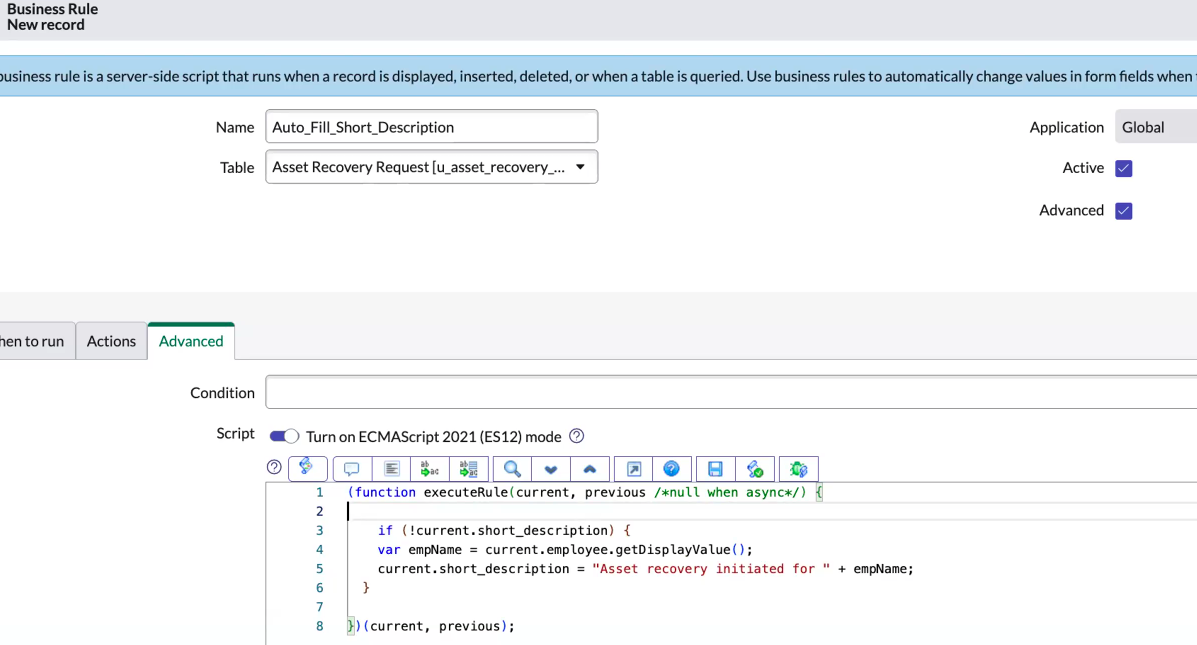 Business Rule
New record
business rule is a server-side script that runs when a record is displayed, inserted, deleted, or when a table is queried. Use business rules to automatically change values in form fields when
Name Auto_Fill_Short_Description
Application Global
Table Asset Recovery Request [u_asset_recovery_...
Active
Advanced
hen to run Actions Advanced
Condition
Script Turn on ECMAScript 2021 (ES12) mode
1 (function executeRule(current, previous /*null when async*/) {
2
3 if (!current.short_description) {
4 var empName = current.employee.getDisplayValue();
5 current.short_description = "Asset recovery initiated for " + empName;
6 }
7
8 })(current, previous);